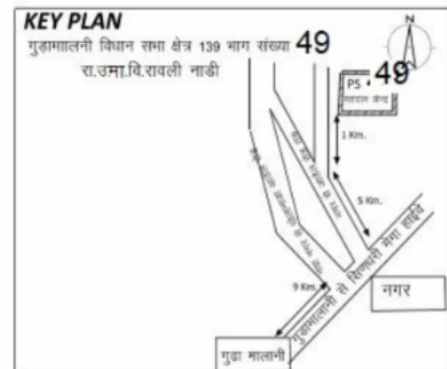 KEY PLAN
गुड़ामाालनी विधान सभा क्षेत्र 139 भाग संख्या 49
रा.उमा.वि.रावली नाडी
N
PS 49
मतदान केन्द्र
1 Km.
5 Km.
9 Km.
गुडामालानी से सिणधरी मेगा हाईवे
नगर
गुढा मालानी